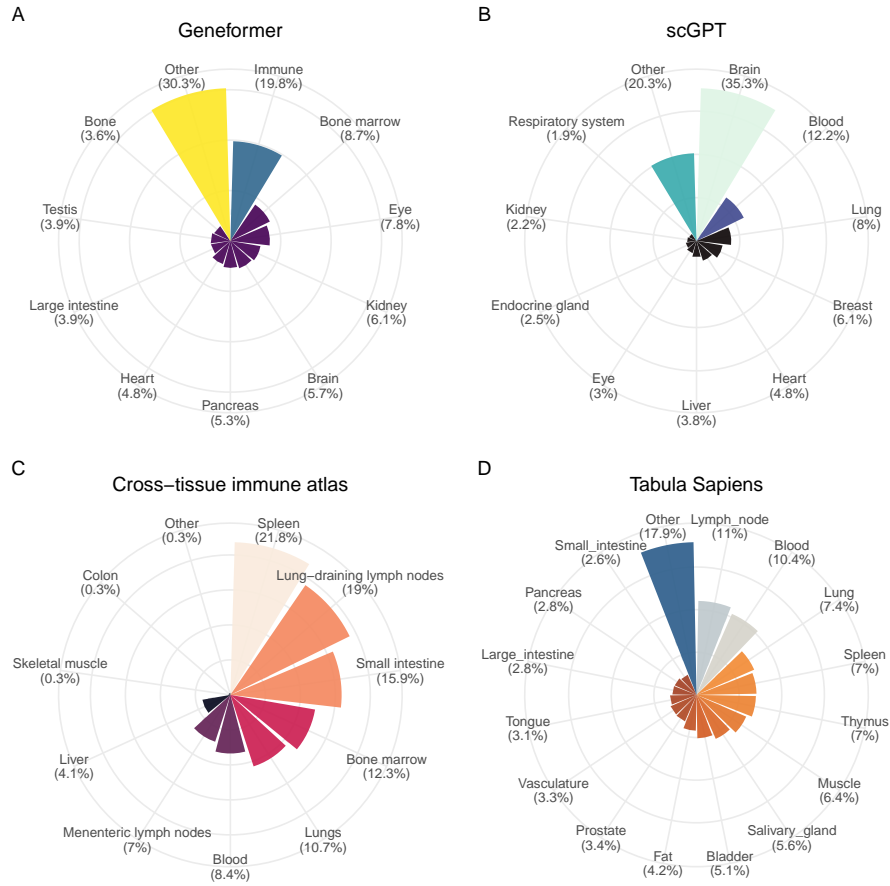 A
Geneformer
Other
(30.3%)
Immune
(19.8%)
Bone marrow
(8.7%)
Eye
(7.8%)
Kidney
(6.1%)
Brain
(5.7%)
Pancreas
(5.3%)
Heart
(4.8%)
Large intestine
(3.9%)
Testis
(3.9%)
Bone
(3.6%)
B
scGPT
Other
(20.3%)
Brain
(35.3%)
Blood
(12.2%)
Lung
(8%)
Breast
(6.1%)
Heart
(4.8%)
Liver
(3.8%)
Eye
(3%)
Endocrine gland
(2.5%)
Kidney
(2.2%)
Respiratory system
(1.9%)
C
Cross−tissue immune atlas
Other
(0.3%)
Spleen
(21.8%)
Lung−draining lymph nodes
(19%)
Small intestine
(15.9%)
Bone marrow
(12.3%)
Lungs
(10.7%)
Blood
(8.4%)
Menenteric lymph nodes
(7%)
Liver
(4.1%)
Skeletal muscle
(0.3%)
Colon
(0.3%)
D
Tabula Sapiens
Other
(17.9%)
Lymph_node
(11%)
Blood
(10.4%)
Lung
(7.4%)
Spleen
(7%)
Thymus
(7%)
Muscle
(6.4%)
Salivary_gland
(5.6%)
Bladder
(5.1%)
Fat
(4.2%)
Prostate
(3.4%)
Vasculature
(3.3%)
Tongue
(3.1%)
Large_intestine
(2.8%)
Pancreas
(2.8%)
Small_intestine
(2.6%)